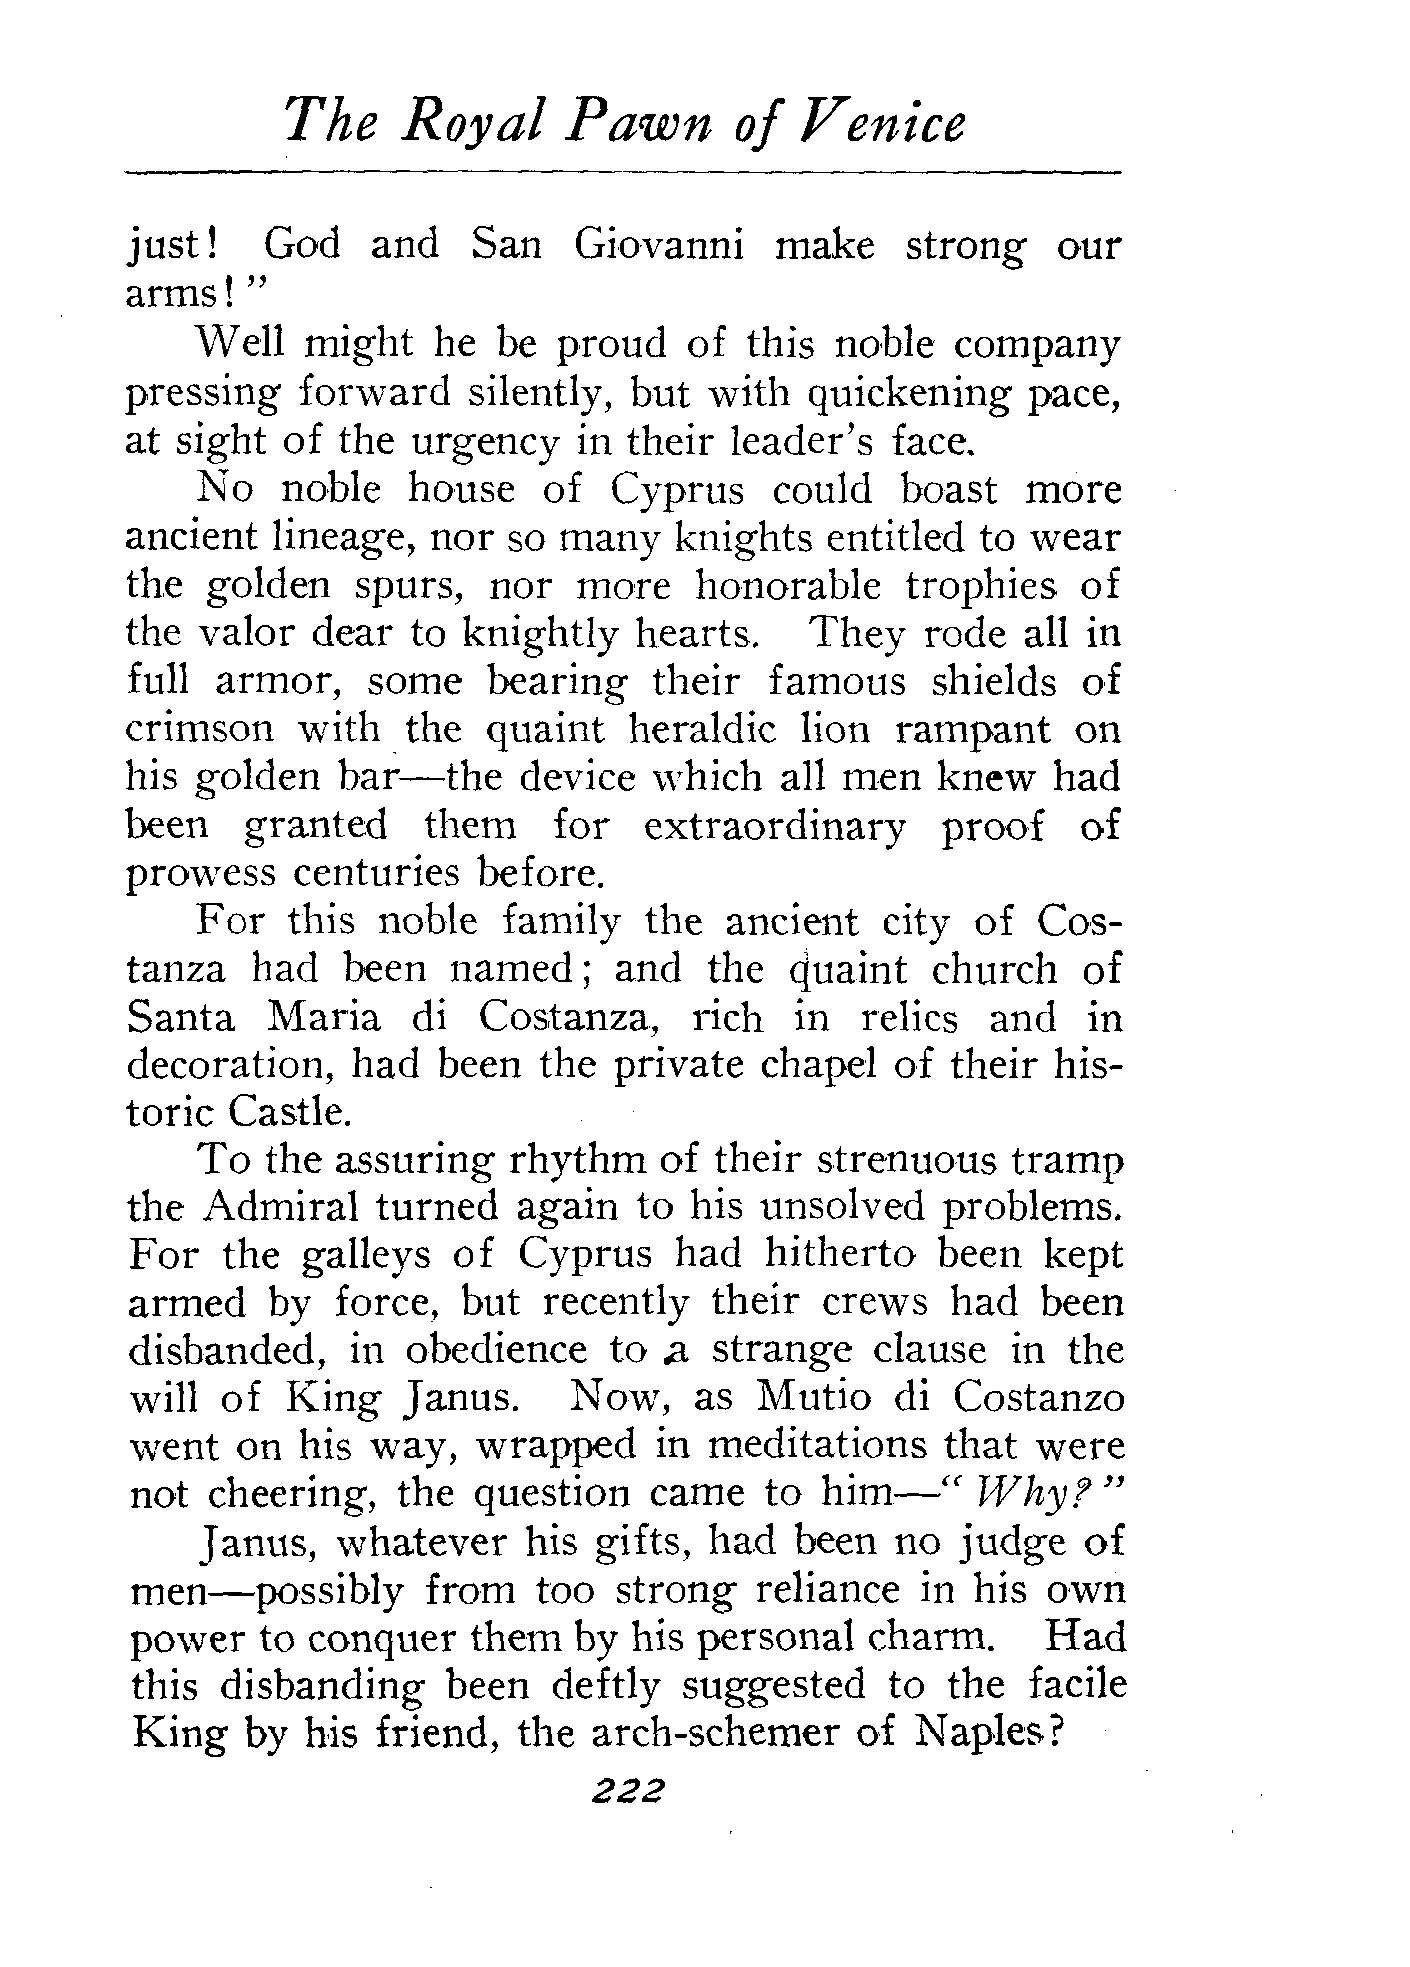 The Royal Pawn of Venice
just! God and San Giovanni make strong our
arms!"
Well might he be proud of this noble company
pressing forward silently, but with quickening pace,
at sight of the urgency in their leader's face.
No noble house of Cyprus could boast more
ancient lineage, nor so many knights entitled to wear
the golden spurs, nor more honorable trophies of
the valor dear to knightly hearts. They rode all in
full armor, some bearing their famous shields of
crimson with the quaint heraldic lion rampant on
his golden bar—the device which all men knew had
been granted them for extraordinary proof of
prowess centuries before.
For this noble family the ancient city of Cos-
tanza had been named; and the quaint church of
Santa Maria di Costanza, rich in relics and in
decoration, had been the private chapel of their his-
toric Castle.
To the assuring rhythm of their strenuous tramp
the Admiral turned again to his unsolved problems.
For the galleys of Cyprus had hitherto been kept
armed by force, but recently their crews had been
disbanded, in obedience to a strange clause in the
will of King Janus. Now, as Mutio di Costanzo
went on his way, wrapped in meditations that were
not cheering, the question came to him—"Why?"
Janus, whatever his gifts, had been no judge of
men—possibly from too strong reliance in his own
power to conquer them by his personal charm. Had
this disbanding been deftly suggested to the facile
King by his friend, the arch-schemer of Naples?
222